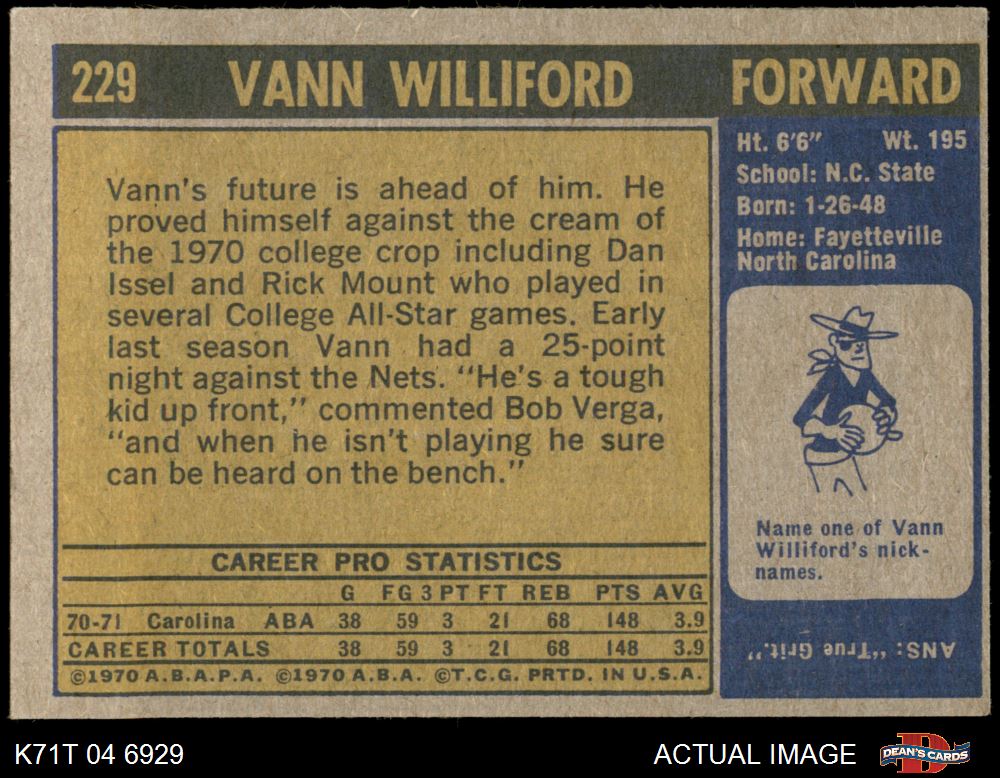 229 VANN WILLIFORD FORWARD
Vann's future is ahead of him. He
proved himself against the cream of
the 1970 college crop including Dan
Issel and Rick Mount who played in
several College All-Star games. Early
last season Vann had a 25-point
night against the Nets. "He's a tough
kid up front," commented Bob Verga,
"and when he isn't playing he sure
can be heard on the bench."
CAREER PRO STATISTICS
G FG 3 PT FT REB PTS AVG
70-71 Carolina ABA 38 59 3 21 68 148 3.9
CAREER TOTALS 38 59 3 21 68 148 3.9
©1970 A.B.A.P.A. ©1970 A.B.A. ©T.C.G. PRTD. IN U.S.A.
Ht. 6'6" Wt. 195
School: N.C. State
Born: 1-26-48
Home: Fayetteville
North Carolina
Name one of Vann
Williford's nick-
names.
ANS: "True Grit."
K71T 04 6929 ACTUAL IMAGE DEAN'S CARDS